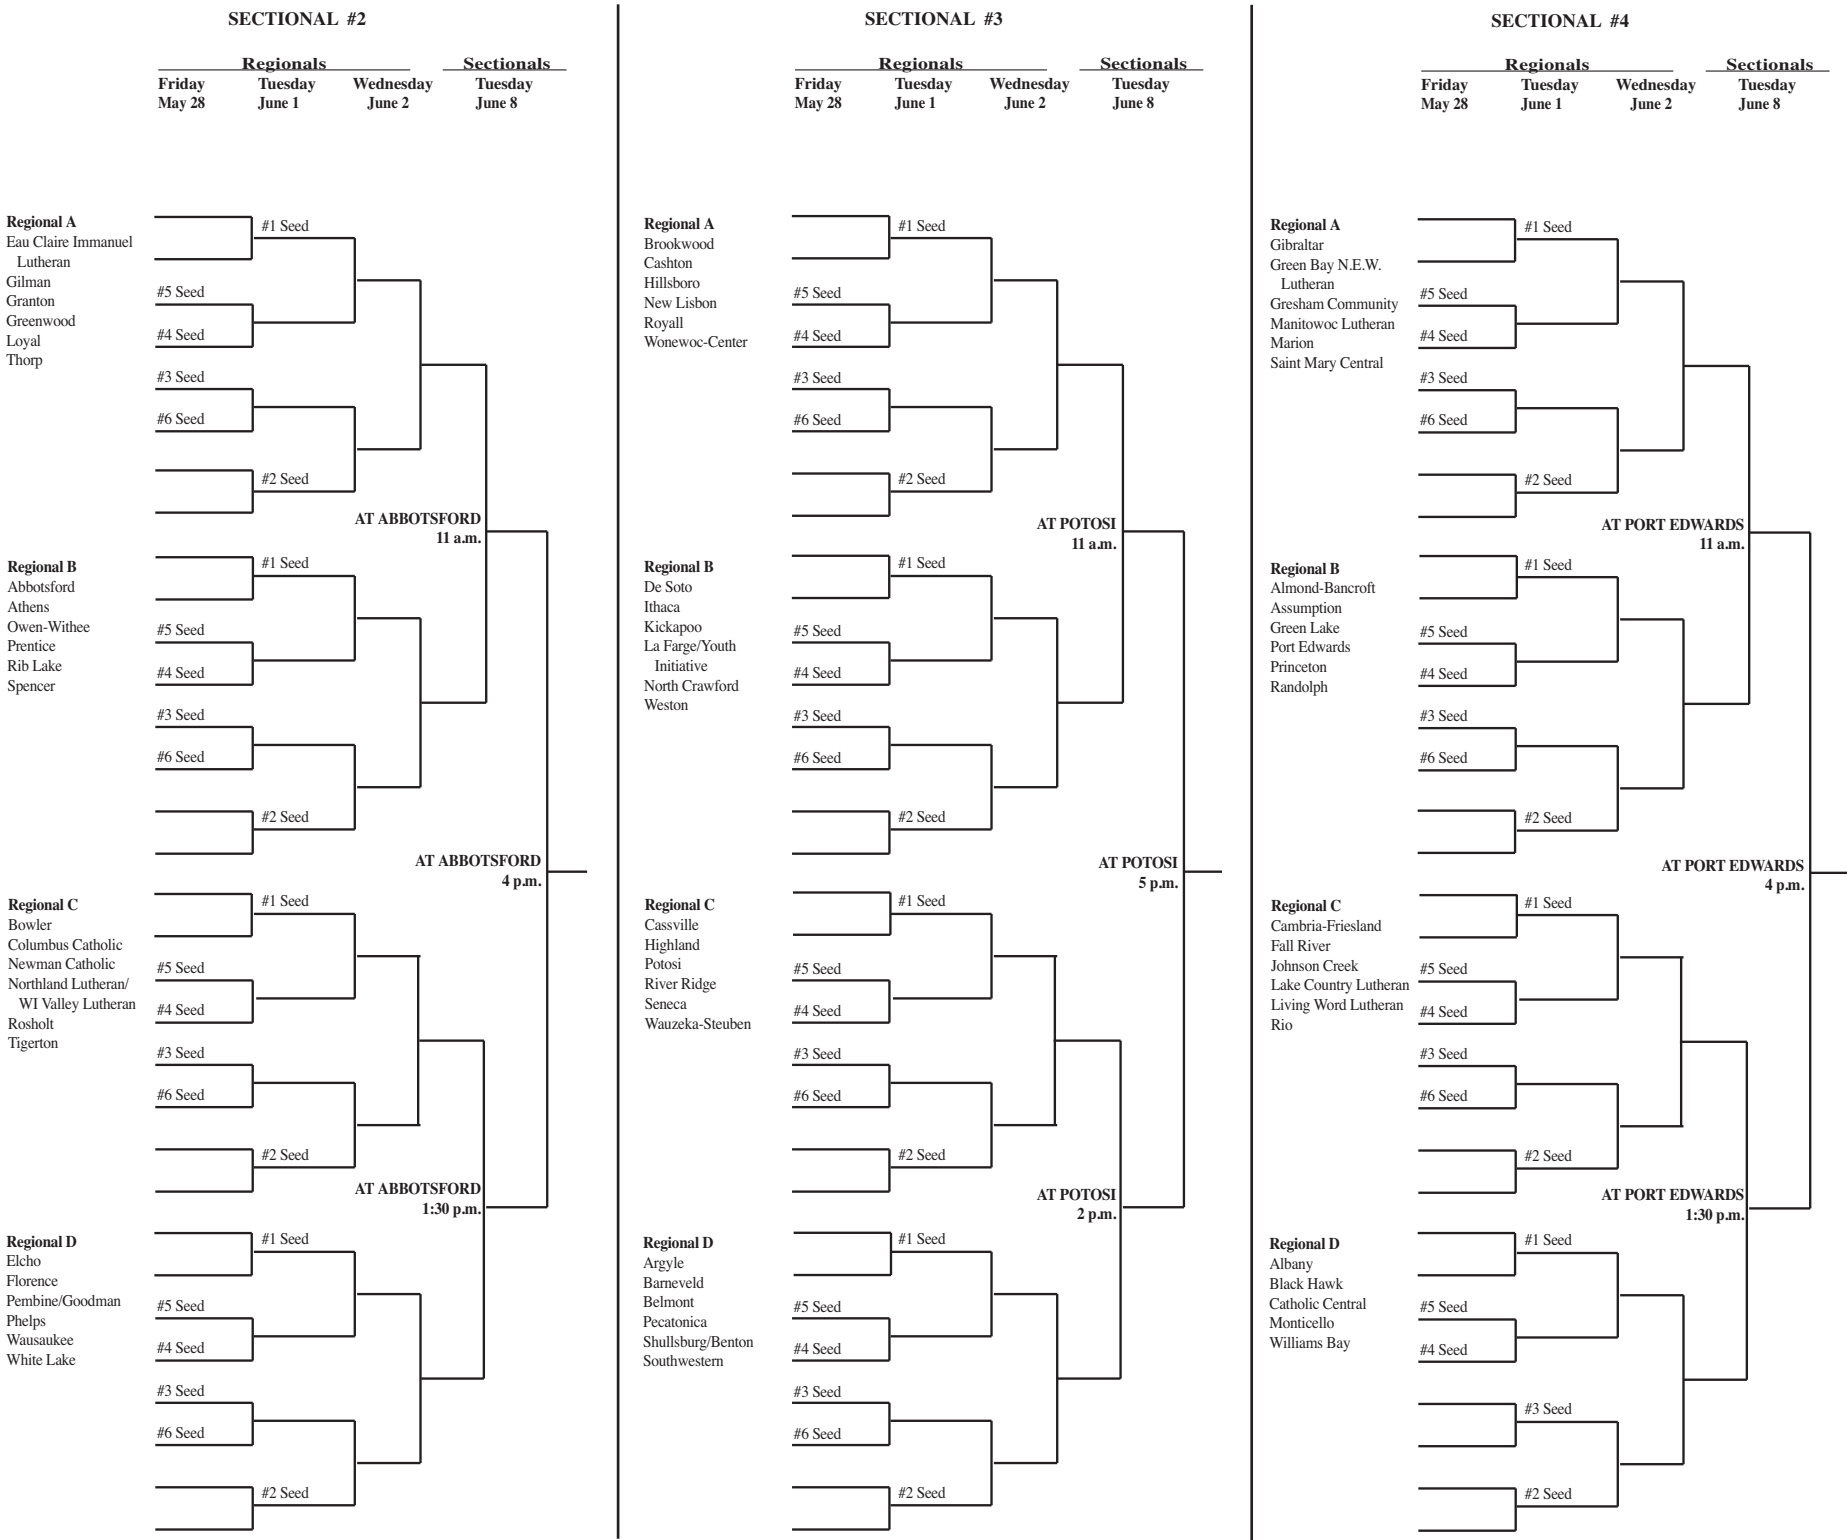 SECTIONAL #2
Regionals
Sectionals
Friday
May 28
Tuesday
June 1
Wednesday
June 2
Tuesday
June 8
Regional A
Eau Claire Immanuel
Lutheran
Gilman
Granton
Greenwood
Loyal
Thorp
#1 Seed
#5 Seed
#4 Seed
#3 Seed
#6 Seed
#2 Seed
AT ABBOTSFORD
11 a.m.
Regional B
Abbotsford
Athens
Owen-Withee
Prentice
Rib Lake
Spencer
#1 Seed
#5 Seed
#4 Seed
#3 Seed
#6 Seed
#2 Seed
AT ABBOTSFORD
4 p.m.
Regional C
Bowler
Columbus Catholic
Newman Catholic
Northland Lutheran/
WI Valley Lutheran
Rosholt
Tigerton
#1 Seed
#5 Seed
#4 Seed
#3 Seed
#6 Seed
#2 Seed
AT ABBOTSFORD
1:30 p.m.
Regional D
Elcho
Florence
Pembine/Goodman
Phelps
Wausaukee
White Lake
#1 Seed
#5 Seed
#4 Seed
#3 Seed
#6 Seed
#2 Seed
SECTIONAL #3
Regionals
Sectionals
Friday
May 28
Tuesday
June 1
Wednesday
June 2
Tuesday
June 8
Regional A
Brookwood
Cashton
Hillsboro
New Lisbon
Royall
Wonewoc-Center
#1 Seed
#5 Seed
#4 Seed
#3 Seed
#6 Seed
#2 Seed
AT POTOSI
11 a.m.
Regional B
De Soto
Ithaca
Kickapoo
La Farge/Youth
Initiative
North Crawford
Weston
#1 Seed
#5 Seed
#4 Seed
#3 Seed
#6 Seed
#2 Seed
AT POTOSI
5 p.m.
Regional C
Cassville
Highland
Potosi
River Ridge
Seneca
Wauzeka-Steuben
#1 Seed
#5 Seed
#4 Seed
#3 Seed
#6 Seed
#2 Seed
AT POTOSI
2 p.m.
Regional D
Argyle
Barneveld
Belmont
Pecatonica
Shullsburg/Benton
Southwestern
#1 Seed
#5 Seed
#4 Seed
#3 Seed
#6 Seed
#2 Seed
SECTIONAL #4
Regionals
Sectionals
Friday
May 28
Tuesday
June 1
Wednesday
June 2
Tuesday
June 8
Regional A
Gibraltar
Green Bay N.E.W.
Lutheran
Gresham Community
Manitowoc Lutheran
Marion
Saint Mary Central
#1 Seed
#5 Seed
#4 Seed
#3 Seed
#6 Seed
#2 Seed
AT PORT EDWARDS
11 a.m.
Regional B
Almond-Bancroft
Assumption
Green Lake
Port Edwards
Princeton
Randolph
#1 Seed
#5 Seed
#4 Seed
#3 Seed
#6 Seed
#2 Seed
AT PORT EDWARDS
4 p.m.
Regional C
Cambria-Friesland
Fall River
Johnson Creek
Lake Country Lutheran
Living Word Lutheran
Rio
#1 Seed
#5 Seed
#4 Seed
#3 Seed
#6 Seed
#2 Seed
AT PORT EDWARDS
1:30 p.m.
Regional D
Albany
Black Hawk
Catholic Central
Monticello
Williams Bay
#1 Seed
#5 Seed
#4 Seed
#3 Seed
#2 Seed